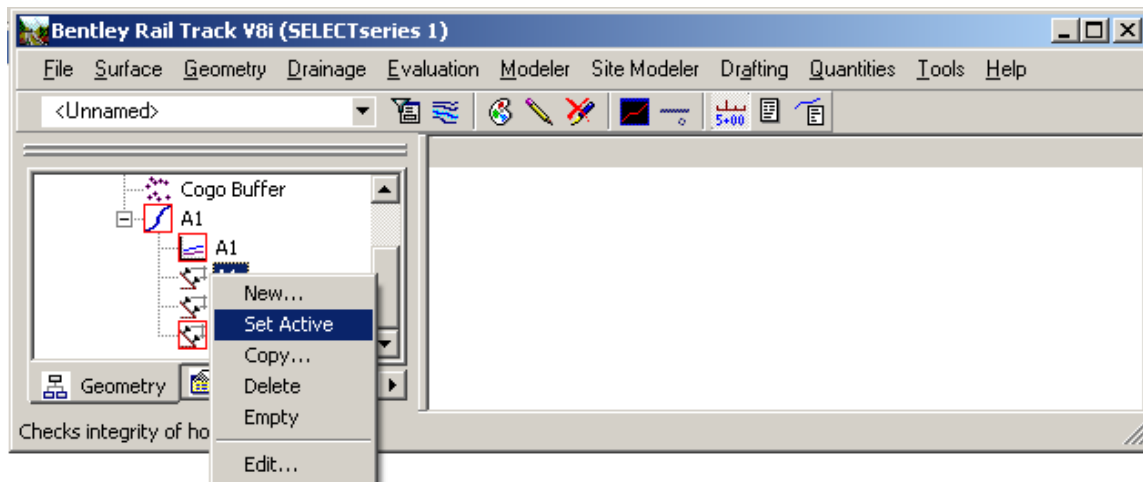 Bentley Rail Track V8i (SELECTseries 1)
File Surface Geometry Drainage Evaluation Modeler Site Modeler Drafting Quantities Tools Help
<Unnamed>
5+00
Cogo Buffer
A1
A1
New...
Set Active
Copy...
Delete
Empty
Edit...
Geometry
Checks integrity of ho